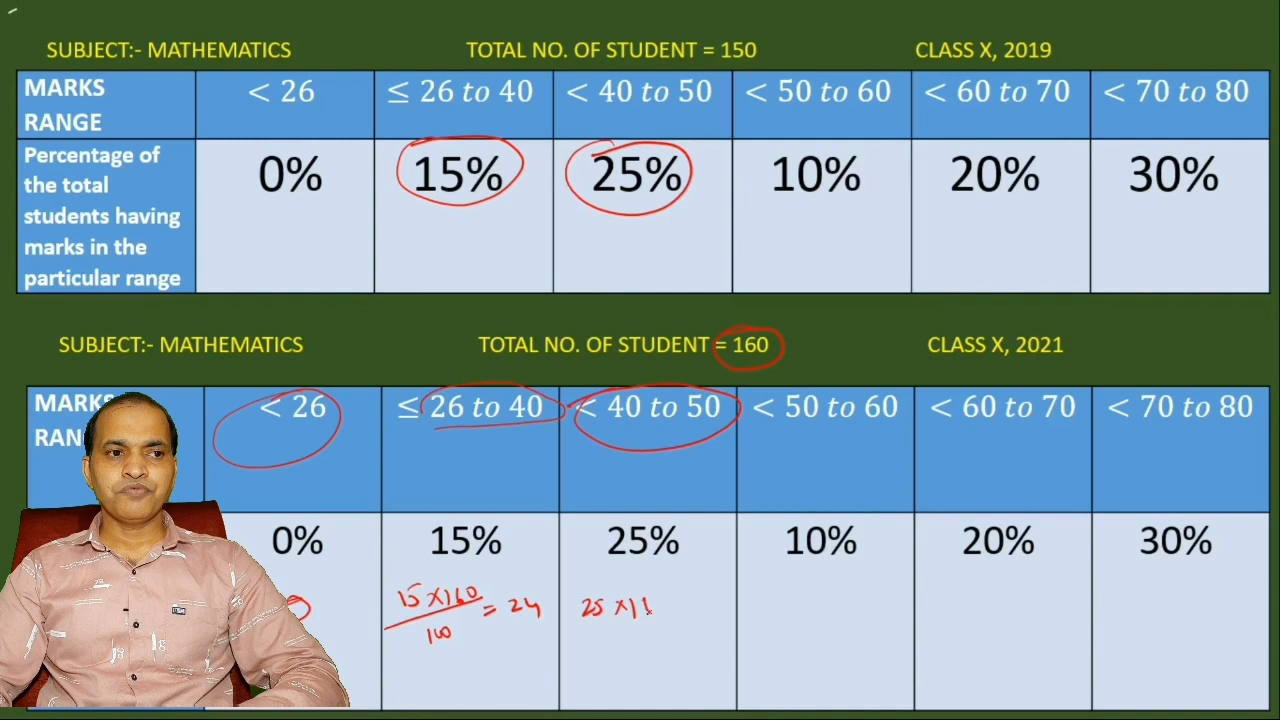 SUBJECT:- MATHEMATICS TOTAL NO. OF STUDENT = 150 CLASS X, 2019
MARKS RANGE < 26 ≤ 26 to 40 < 40 to 50 < 50 to 60 < 60 to 70 < 70 to 80
Percentage of
the total
students having
marks in the
particular range
0% 15% 25% 10% 20% 30%
SUBJECT:- MATHEMATICS TOTAL NO. OF STUDENT = 160 CLASS X, 2021
MARKS < 26 ≤ 26 to 40 < 40 to 50 < 50 to 60 < 60 to 70 < 70 to 80
0% 15% 25% 10% 20% 30%
15×160
100
= 24
25×1